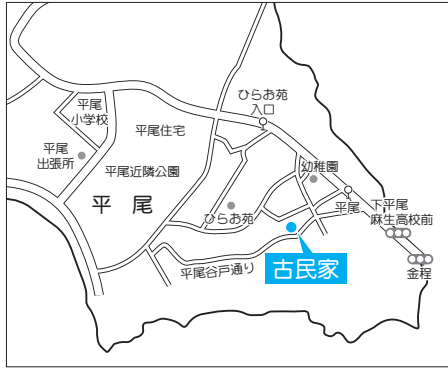 ひらお苑
入口
平尾
小学校
平尾住宅
平尾
出張所
平尾近隣公園
幼稚園
平 尾
ひらお苑
平尾
下平尾
麻生高校前
平尾谷戸通り
古民家
金程